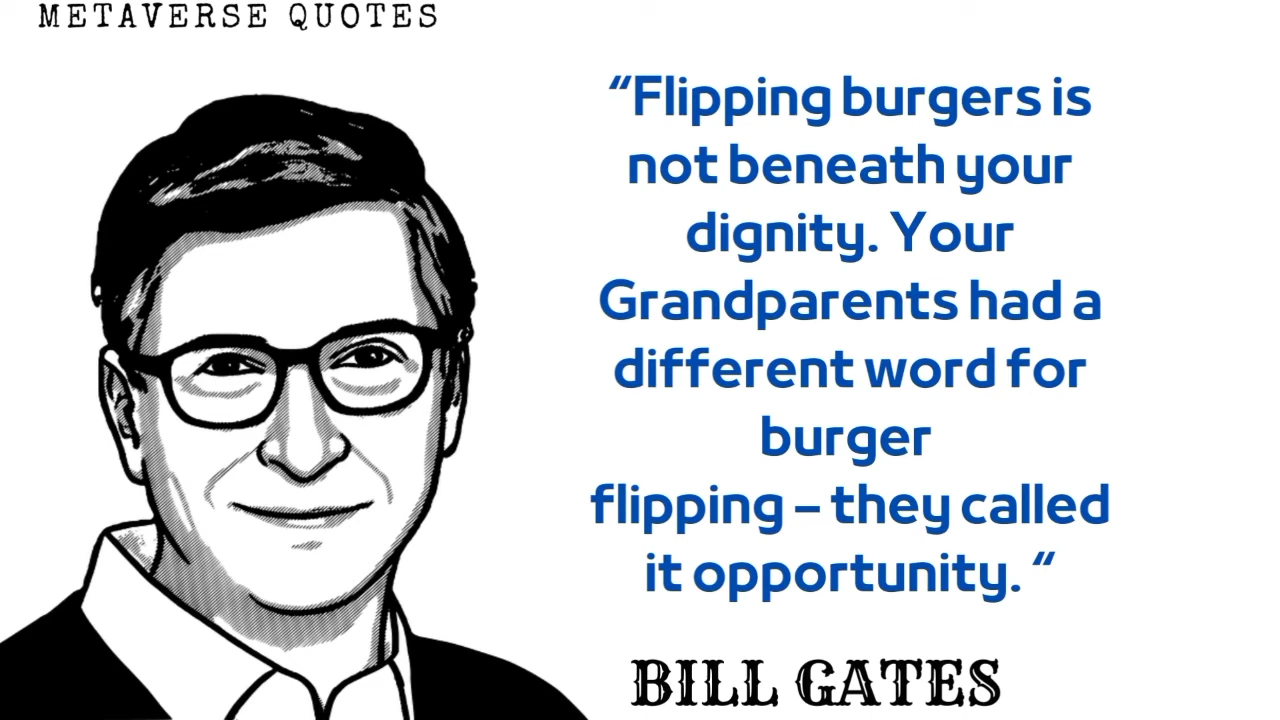 METAVERSE QUOTES
“Flipping burgers is
not beneath your
dignity. Your
Grandparents had a
different word for
burger
flipping – they called
it opportunity. “
BILL GATES